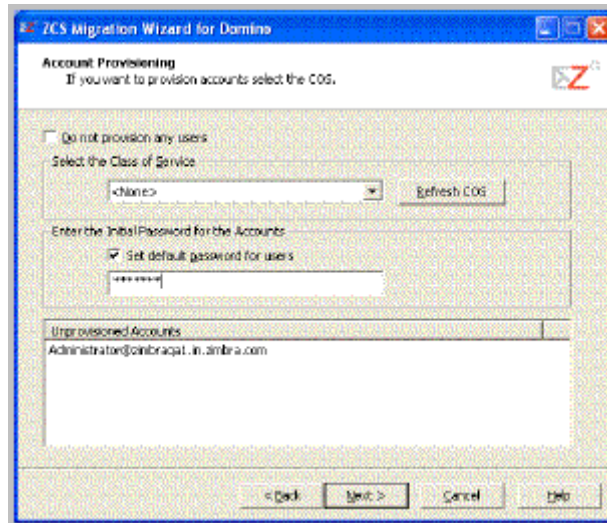 ZCS Migration Wizard for Domino
Account Provisioning
If you want to provision accounts select the COS.
Do not provision any users
Select the Class of Service
<None>
Refresh COS
Enter the Initial Password for the Accounts
Set default password for users
*******
Unprovisioned Accounts
Administrator@zimbraqat.in.zimbra.com
< Back
Next >
Cancel
Help